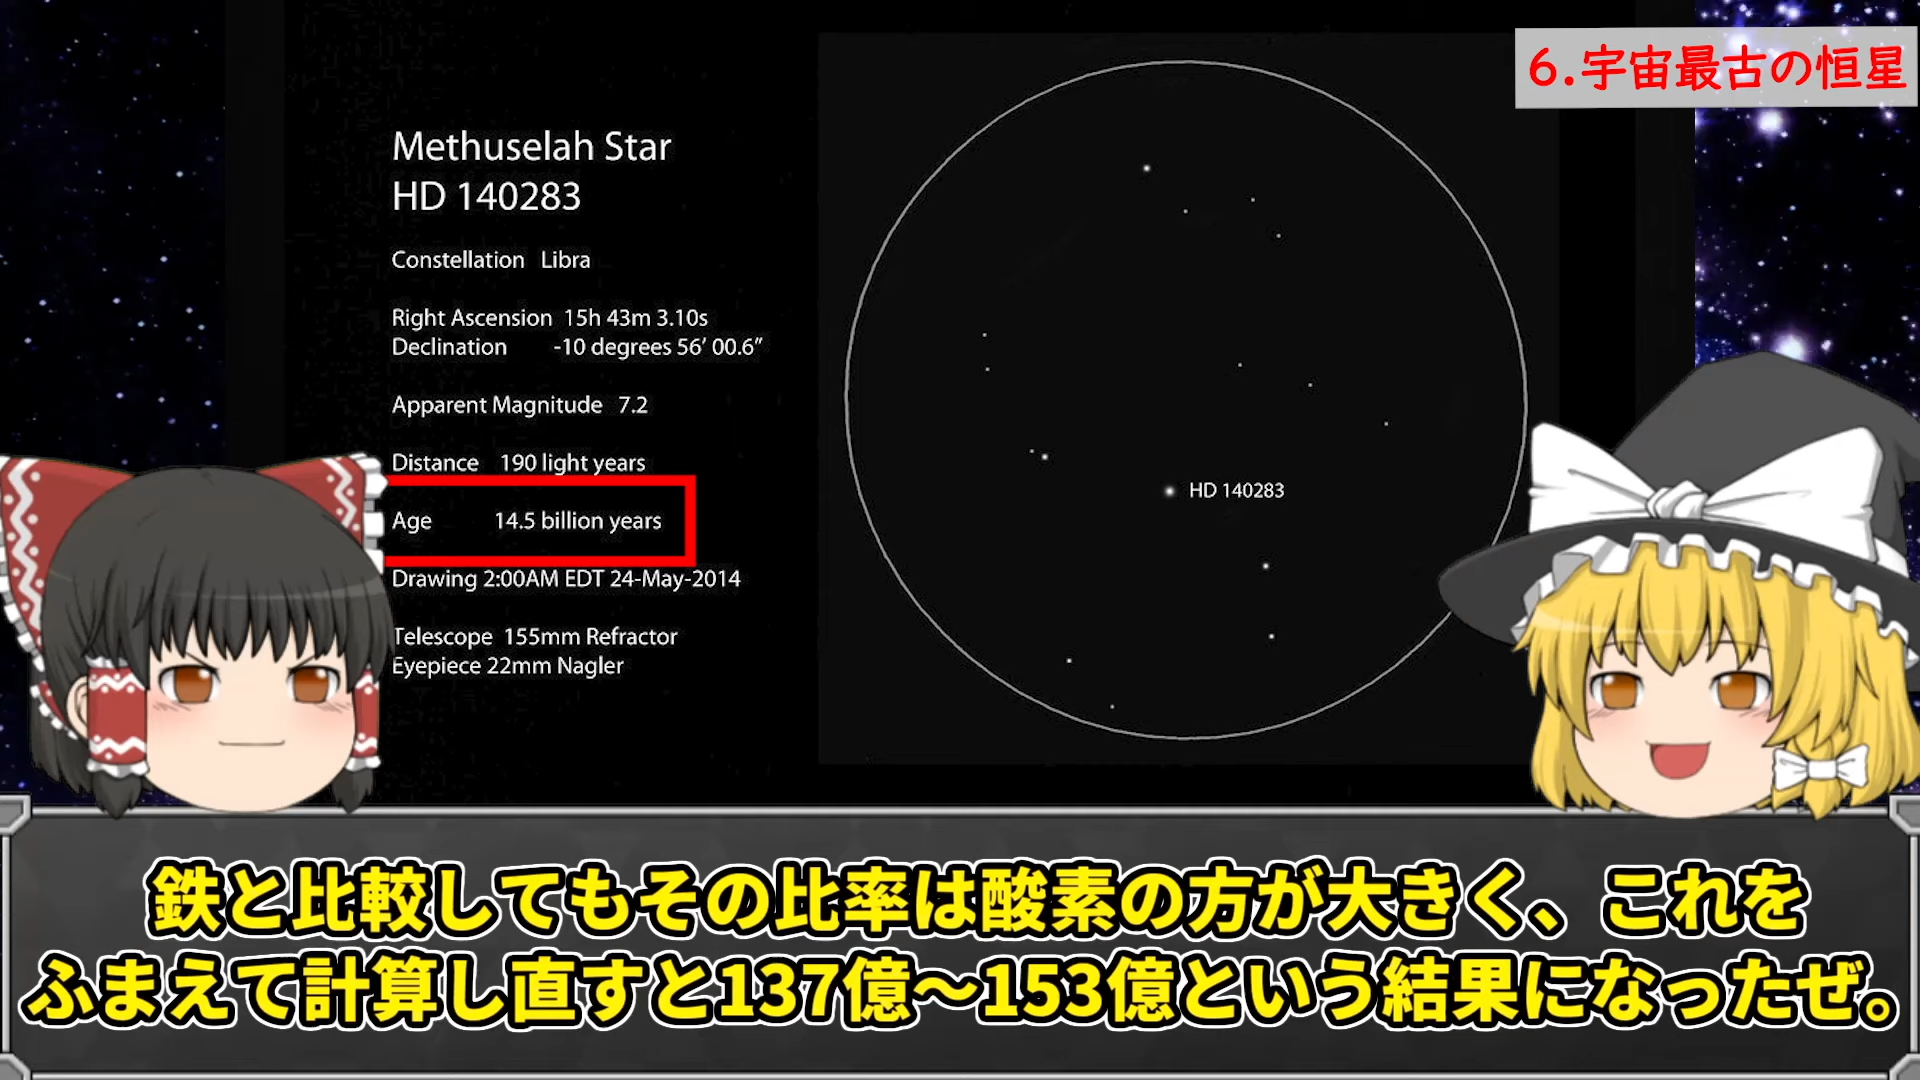 6.宇宙最古の恒星
Methuselah Star
HD 140283
Constellation Libra
Right Ascension 15h 43m 3.10s
Declination -10 degrees 56’ 00.6”
Apparent Magnitude 7.2
Distance 190 light years
Age 14.5 billion years
Drawing 2:00AM EDT 24-May-2014
Telescope 155mm Refractor
Eyepiece 22mm Nagler
HD 140283
鉄と比較してもその比率は酸素の方が大きく、これを
ふまえて計算し直すと137億～153億という結果になったぜ。